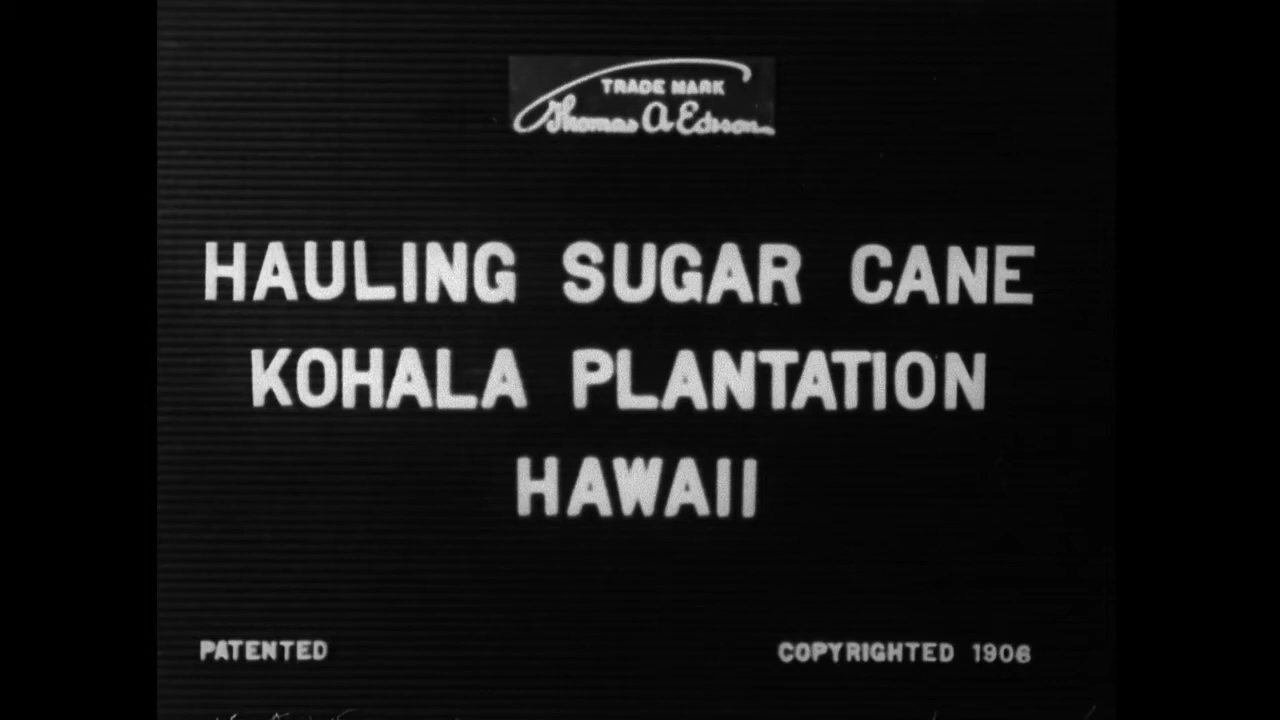 TRADE MARK
Thomas A Edison
HAULING SUGAR CANE
KOHALA PLANTATION
HAWAII
PATENTED
COPYRIGHTED 1906